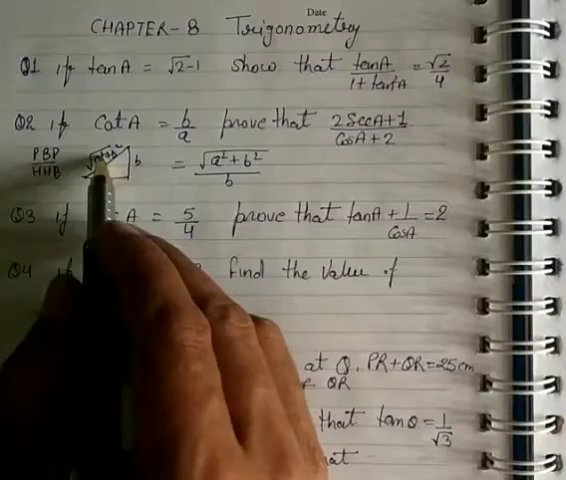 Date
CHAPTER-8 Trigonometry
Q1 if tanA = √2-1 show that tanA/1+tan²A = √2/4
Q2 if CotA = b/a prove that 2SecA+1/CosA+2
PBP/HHB b = √a²+b²/b
Q3 if A = 5/4 prove that tanA+1/CosA=2
Q4 if find the value of
at Q. PR+QR=25cm
QR
that tanθ=1/√3
that